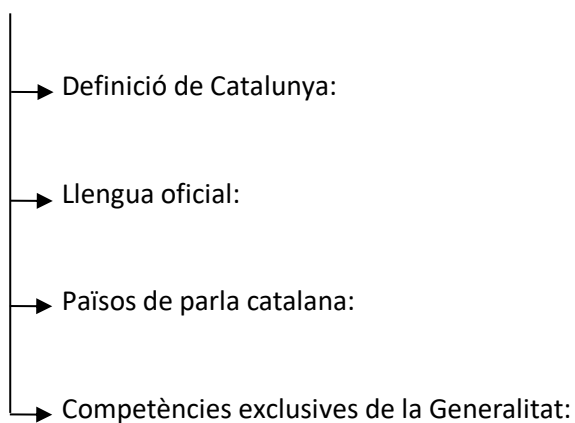 Definició de Catalunya:
Llengua oficial:
Països de parla catalana:
Competències exclusives de la Generalitat: